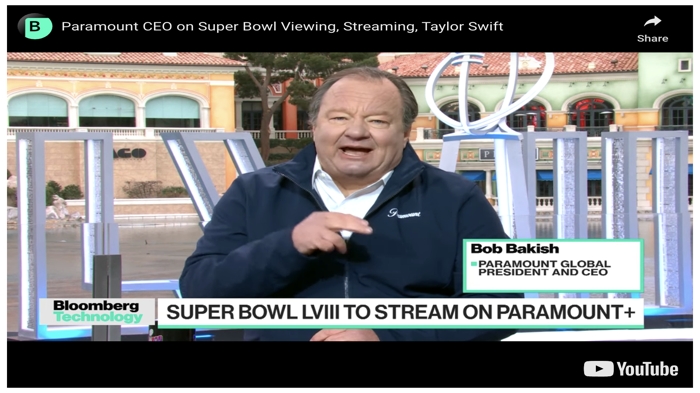 B
Paramount CEO on Super Bowl Viewing, Streaming, Taylor Swift
Share
Paramount
Bob Bakish
PARAMOUNT GLOBAL
PRESIDENT AND CEO
Bloomberg
Technology
SUPER BOWL LVIII TO STREAM ON PARAMOUNT+
YouTube